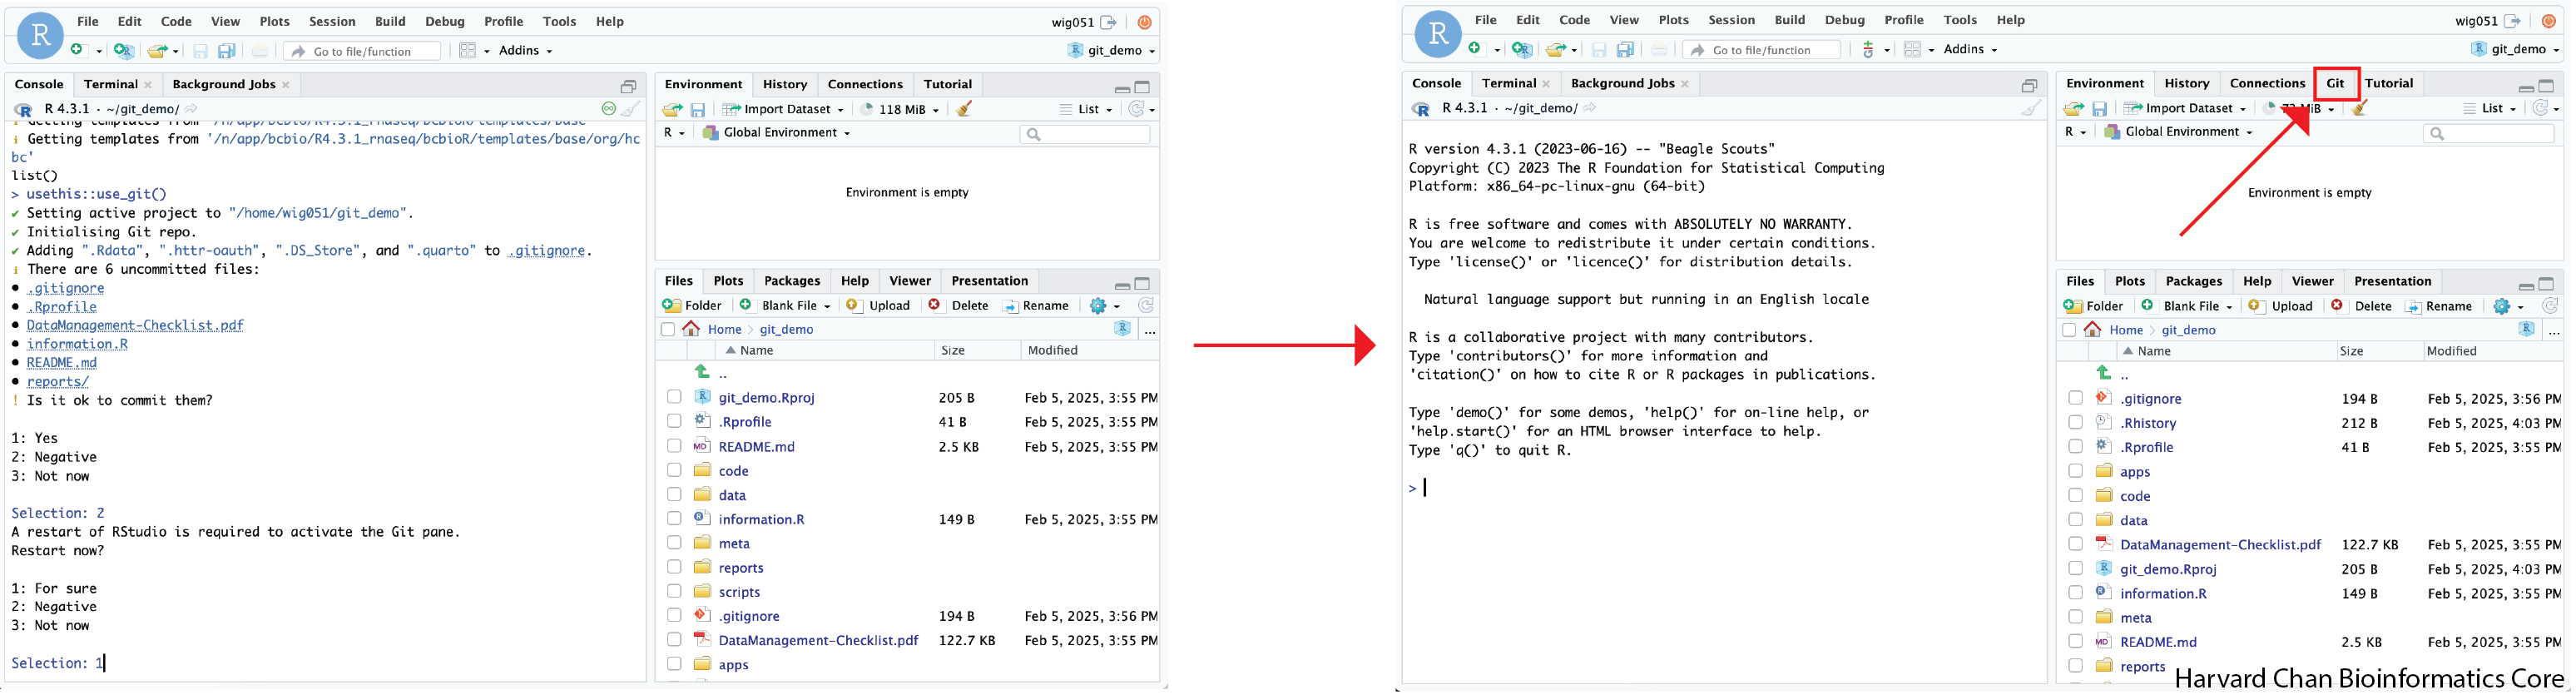 File Edit Code View Plots Session Build Debug Profile Tools Help
wig051
Go to file/function
Addins
git_demo
Console Terminal Background Jobs
R 4.3.1 · ~/git_demo/
Getting templates from '/n/app/bcbio/R4.3.1_rnaseq/bcbioR/templates/base'
i Getting templates from '/n/app/bcbio/R4.3.1_rnaseq/bcbioR/templates/base/org/hc
bc'
list()
> usethis::use_git()
✔ Setting active project to "/home/wig051/git_demo".
✔ Initialising Git repo.
✔ Adding ".Rdata", ".httr-oauth", ".DS_Store", and ".quarto" to .gitignore.
i There are 6 uncommitted files:
• .gitignore
• .Rprofile
• DataManagement-Checklist.pdf
• information.R
• README.md
• reports/
! Is it ok to commit them?
1: Yes
2: Negative
3: Not now
Selection: 2
A restart of RStudio is required to activate the Git pane.
Restart now?
1: For sure
2: Negative
3: Not now
Selection: 1
Environment History Connections Tutorial
Import Dataset 118 MiB List
R Global Environment
Environment is empty
Files Plots Packages Help Viewer Presentation
Folder Blank File Upload Delete Rename
Home > git_demo R ...
Name Size Modified
..
git_demo.Rproj 205 B Feb 5, 2025, 3:55 PM
.Rprofile 41 B Feb 5, 2025, 3:55 PM
README.md 2.5 KB Feb 5, 2025, 3:55 PM
code
data
information.R 149 B Feb 5, 2025, 3:55 PM
meta
reports
scripts
.gitignore 194 B Feb 5, 2025, 3:56 PM
DataManagement-Checklist.pdf 122.7 KB Feb 5, 2025, 3:55 PM
apps
R
File Edit Code View Plots Session Build Debug Profile Tools Help
wig051
Go to file/function
Addins
git_demo
Console Terminal Background Jobs
R 4.3.1 · ~/git_demo/
R version 4.3.1 (2023-06-16) -- "Beagle Scouts"
Copyright (C) 2023 The R Foundation for Statistical Computing
Platform: x86_64-pc-linux-gnu (64-bit)
R is free software and comes with ABSOLUTELY NO WARRANTY.
You are welcome to redistribute it under certain conditions.
Type 'license()' or 'licence()' for distribution details.
Natural language support but running in an English locale
R is a collaborative project with many contributors.
Type 'contributors()' for more information and
'citation()' on how to cite R or R packages in publications.
Type 'demo()' for some demos, 'help()' for on-line help, or
'help.start()' for an HTML browser interface to help.
Type 'q()' to quit R.
>
Environment History Connections Git Tutorial
Import Dataset MiB List
R Global Environment
Environment is empty
Files Plots Packages Help Viewer Presentation
Folder Blank File Upload Delete Rename
Home > git_demo R ...
Name Size Modified
..
.gitignore 194 B Feb 5, 2025, 3:56 PM
.Rhistory 212 B Feb 5, 2025, 4:03 PM
.Rprofile 41 B Feb 5, 2025, 3:55 PM
apps
code
data
DataManagement-Checklist.pdf 122.7 KB Feb 5, 2025, 3:55 PM
git_demo.Rproj 205 B Feb 5, 2025, 4:03 PM
information.R 149 B Feb 5, 2025, 3:55 PM
meta
README.md 2.5 KB Feb 5, 2025, 3:55 PM
reports
Harvard Chan Bioinformatics Core